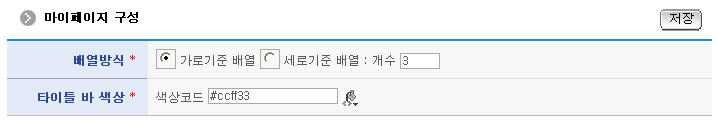 마이페이지 구성 저장
배열방식 * 가로기준 배열 세로기준 배열 : 개수 3
타이틀 바 색상 * 색상코드 #ccff33